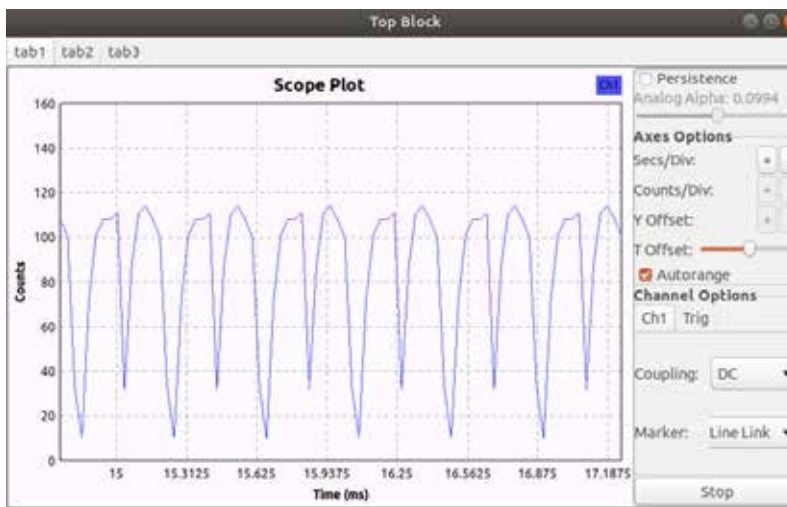 Top Block
tab1 tab2 tab3
Scope Plot
Ch1
160
140
120
100
80
60
40
20
0
Counts
15 15.3125 15.625 15.9375 16.25 16.5625 16.875 17.1875
Time (ms)
Persistence
Analog Alpha: 0.0994
Axes Options
Secs/Div:
Counts/Div:
Y Offset:
T Offset:
Autorange
Channel Options
Ch1 Trig
Coupling: DC
Marker: Line Link
Stop